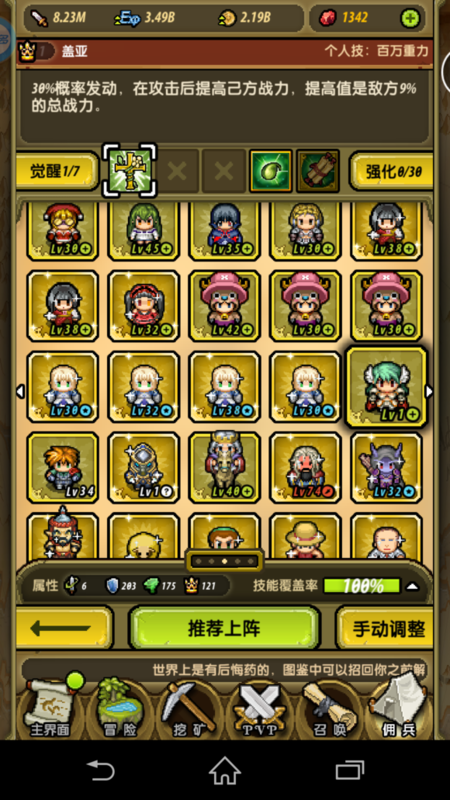 8.23M Exp 3.49B 2.19B 1342
1 盖亚 个人技：百万重力
30%概率发动，在攻击后提高己方战力，提高值是敌方9%
的总战力。
觉醒1/7 强化0/30
Lv30 Lv45 Lv35 Lv30 Lv38
Lv38 Lv32 Lv42 Lv30 Lv30
Lv30 Lv32 Lv38 Lv30 Lv1
Lv34 Lv1 Lv40 Lv74 Lv32
属性 6 203 175 121 技能覆盖率 100%
推荐上阵 手动调整
世界上是有后悔药的，图鉴中可以招回你之前解
主界面 冒险 挖矿 PVP 召唤 佣兵